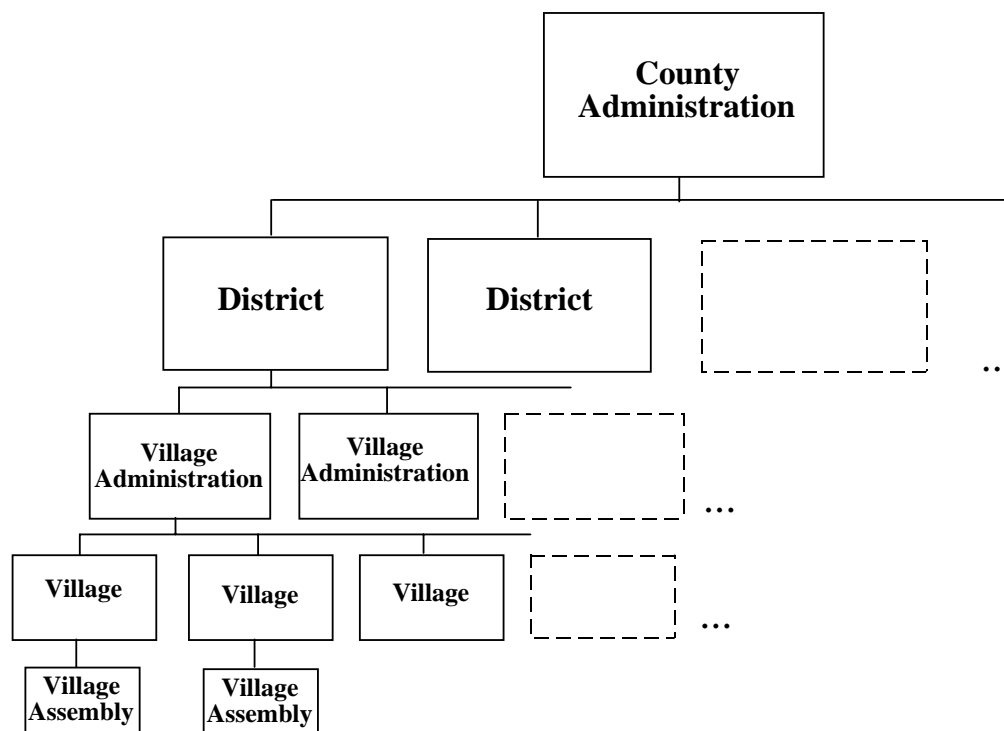 County
Administration
District
District
..
Village
Administration
Village
Administration
...
Village
Village
Village
...
Village
Assembly
Village
Assembly